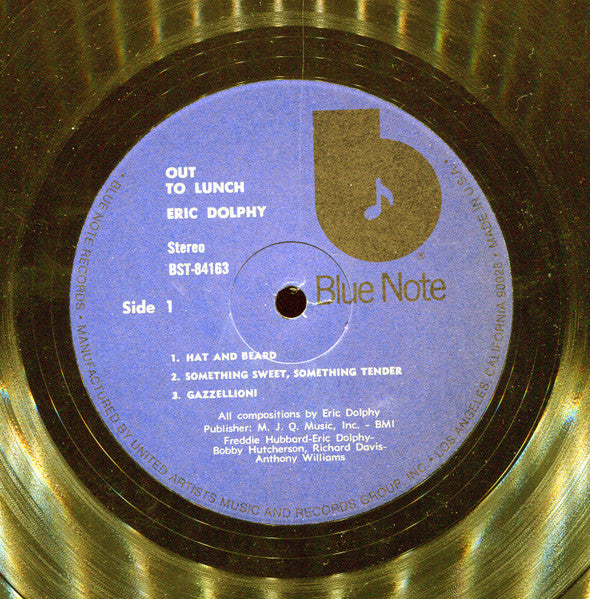 OUT
TO LUNCH
ERIC DOLPHY
Stereo
BST-84163
Side 1
b
®
Blue Note
1. HAT AND BEARD
2. SOMETHING SWEET, SOMETHING TENDER
3. GAZZELLIONI
All compositions by Eric Dolphy
Publisher: M. J. Q. Music, Inc. - BMI
Freddie Hubbard-Eric Dolphy-
Bobby Hutcherson, Richard Davis-
Anthony Williams
• BLUE NOTE RECORDS • MANUFACTURED BY UNITED ARTISTS MUSIC AND RECORDS GROUP, INC. • LOS ANGELES, CALIFORNIA 90028 • MADE IN U.S.A.